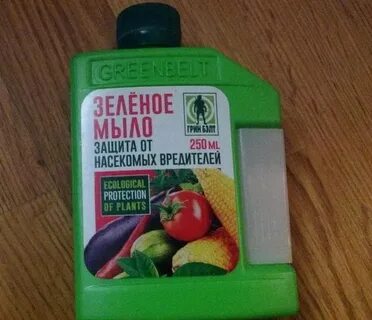 GREENBELT
ЗЕЛЁНОЕ
МЫЛО
ГРИН БЭЛТ
ЗАЩИТА ОТ
250 ML
НАСЕКОМЫХ ВРЕДИТЕЛЕЙ
ECOLOGICAL
PROTECTION
OF PLANTS